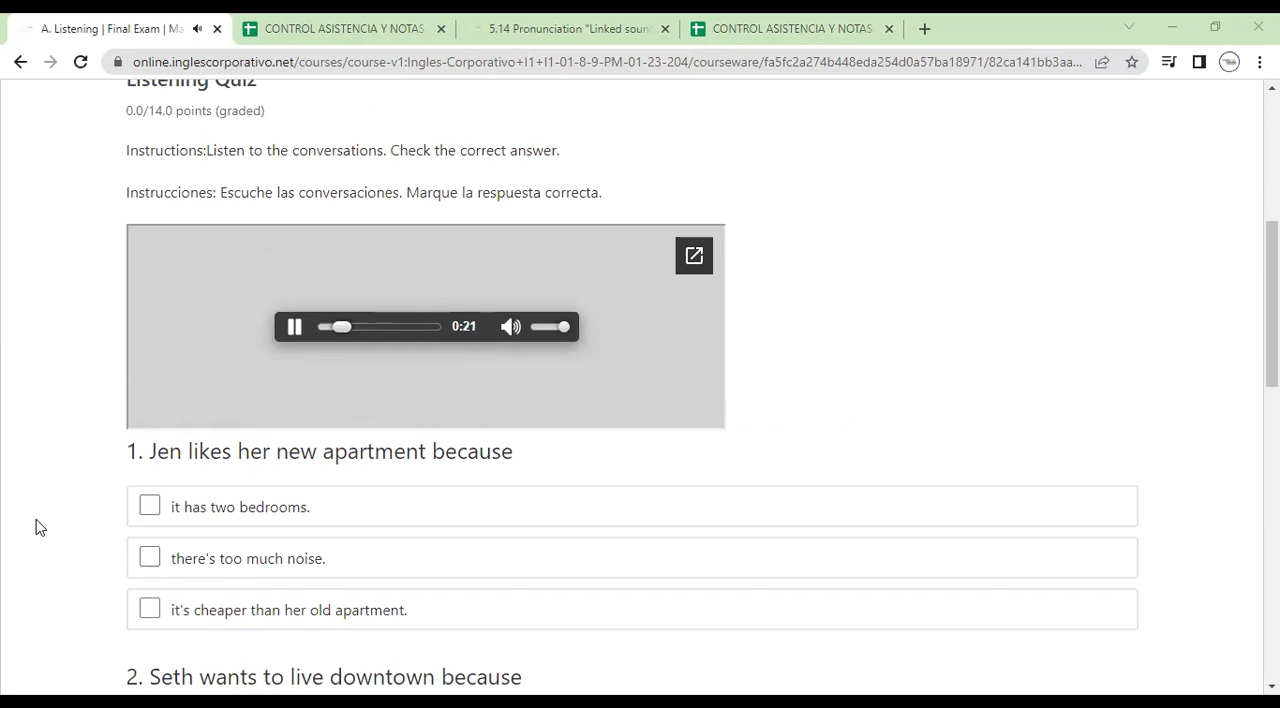 A. Listening | Final Exam | Ma
CONTROL ASISTENCIA Y NOTAS
5.14 Pronunciation "Linked soun
CONTROL ASISTENCIA Y NOTAS
online.inglescorporativo.net/courses/course-v1:Ingles-Corporativo+I1+I1-01-8-9-PM-01-23-204/courseware/fa5fc2a274b448eda254d0a57ba18971/82ca141bb3aa...
Listening Quiz
0.0/14.0 points (graded)
Instructions:Listen to the conversations. Check the correct answer.
Instrucciones: Escuche las conversaciones. Marque la respuesta correcta.
0:21
1. Jen likes her new apartment because
it has two bedrooms.
there's too much noise.
it's cheaper than her old apartment.
2. Seth wants to live downtown because